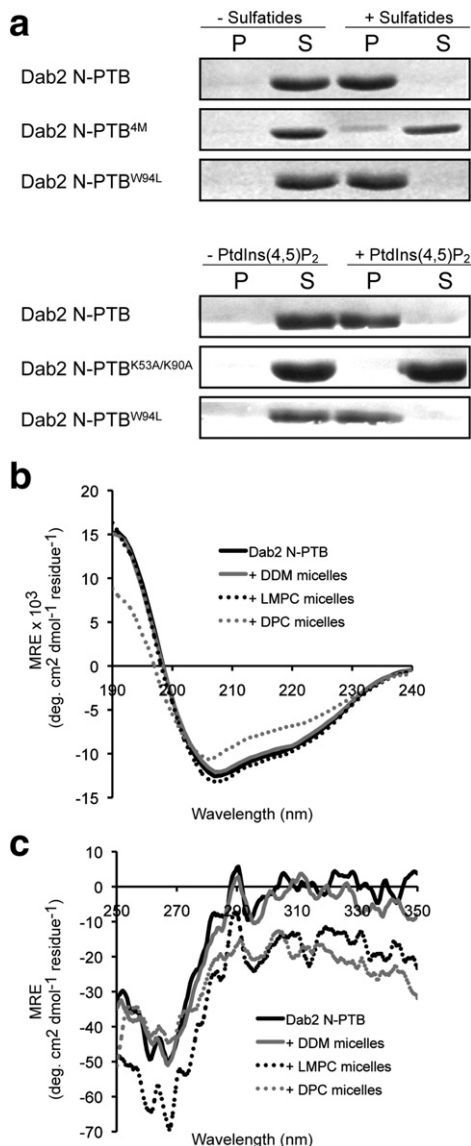 a
- Sulfatides + Sulfatides
P S P S
Dab2 N-PTB
Dab2 N-PTB4M
Dab2 N-PTBW94L
- PtdIns(4,5)P2 + PtdIns(4,5)P2
P S P S
Dab2 N-PTB
Dab2 N-PTBK53A/K90A
Dab2 N-PTBW94L
b
20
15
10
5
0
-5
-10
-15
190 200 210 220 230 240
MRE x 103
(deg. cm2 dmol-1 residue-1)
Dab2 N-PTB
+ DDM micelles
+ LMPC micelles
+ DPC micelles
Wavelength (nm)
c
10
0
-10
-20
-30
-40
-50
-60
-70
250 270 290 310 330 350
MRE
(deg. cm2 dmol-1 residue-1)
Dab2 N-PTB
+ DDM micelles
+ LMPC micelles
+ DPC micelles
Wavelength (nm)